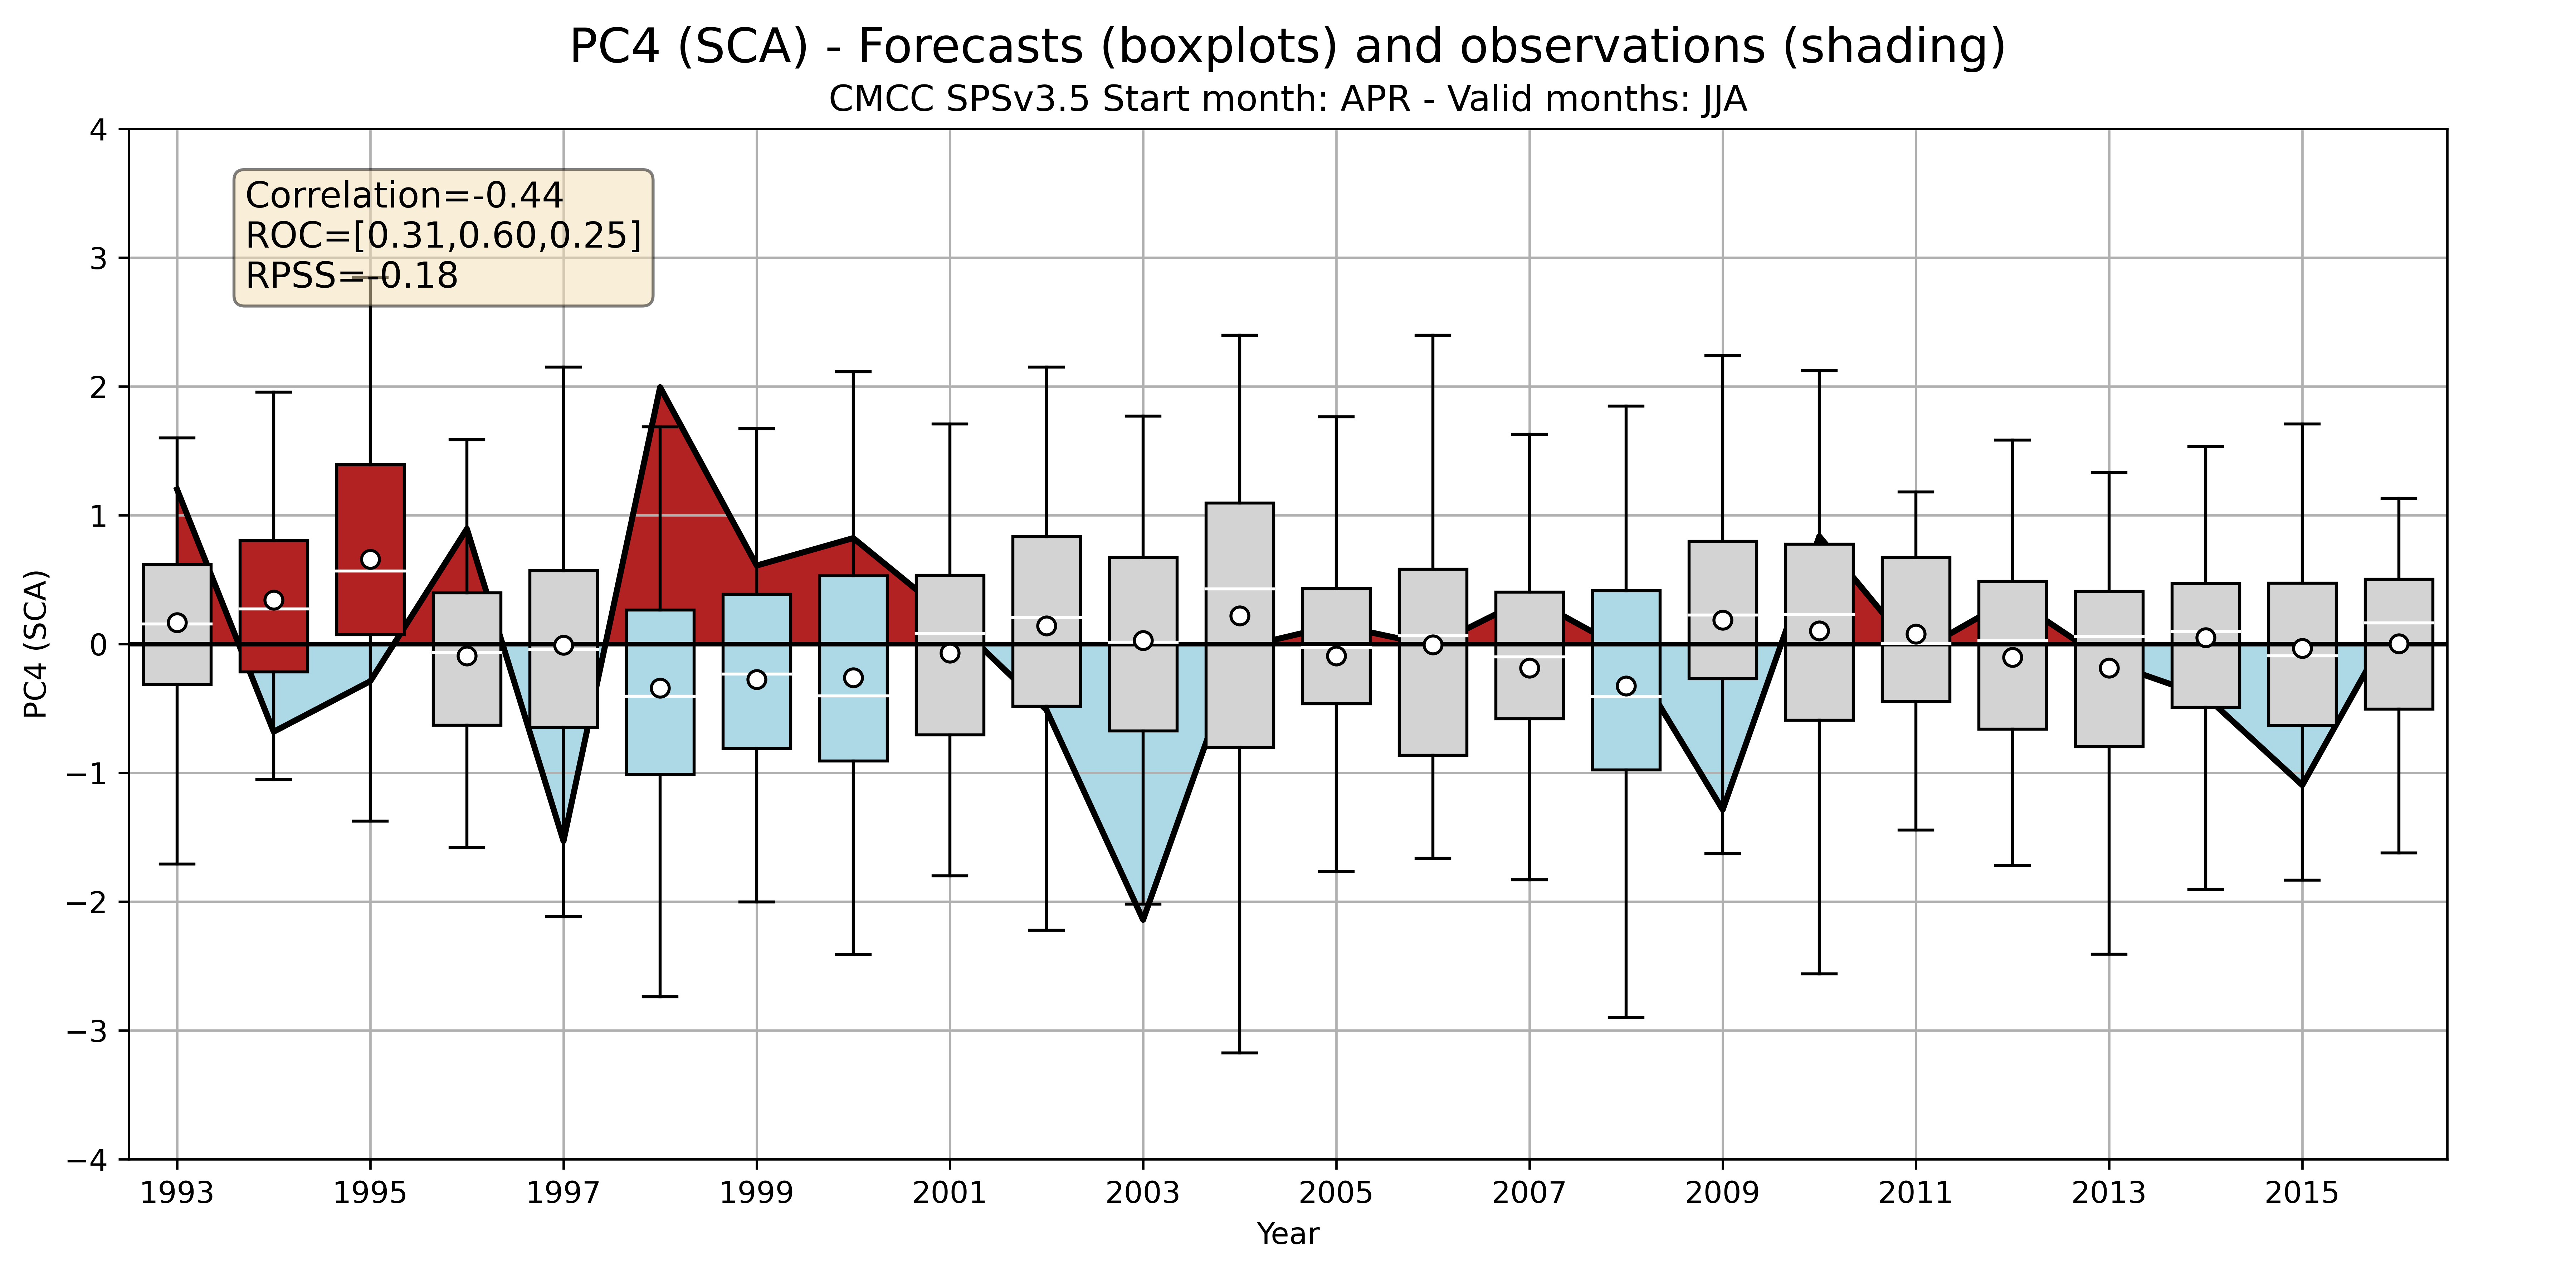 PC4 (SCA) - Forecasts (boxplots) and observations (shading)
CMCC SPSv3.5 Start month: APR - Valid months: JJA
Correlation=-0.44
ROC=[0.31,0.60,0.25]
RPSS=-0.18
PC4 (SCA)
4
3
2
1
0
−1
−2
−3
−4
1993 1995 1997 1999 2001 2003 2005 2007 2009 2011 2013 2015
Year